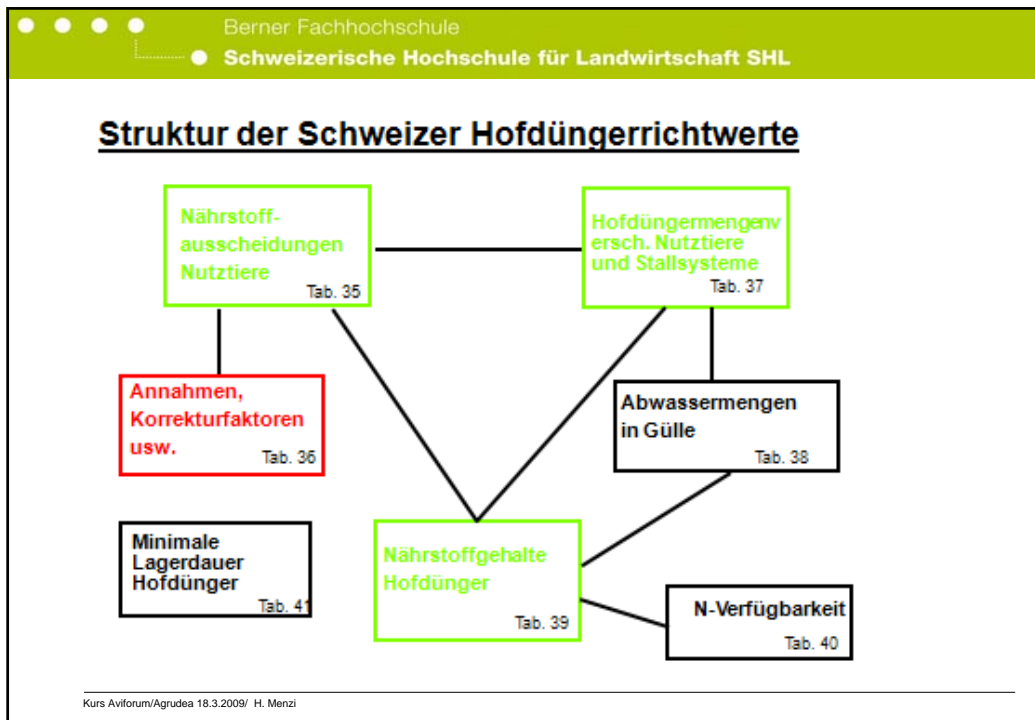 Berner Fachhochschule
Schweizerische Hochschule für Landwirtschaft SHL
Struktur der Schweizer Hofdüngerrichtwerte
Nährstoff-
ausscheidungen
Nutztiere
Tab. 35
Hofdüngermengenv
ersch. Nutztiere
und Stallsysteme
Tab. 37
Annahmen,
Korrekturfaktoren
usw.
Tab. 36
Abwassermengen
in Gülle
Tab. 38
Minimale
Lagerdauer
Hofdünger
Tab. 41
Nährstoffgehalte
Hofdünger
Tab. 39
N-Verfügbarkeit
Tab. 40
Kurs Aviforum/Agrudea 18.3.2009/ H. Menzi